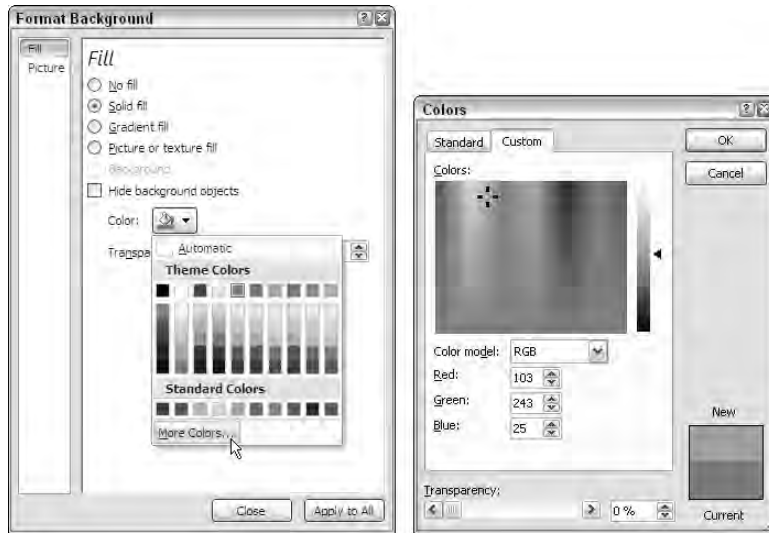 Format Background
Fill
Picture
Fill
No fill
Solid fill
Gradient fill
Picture or texture fill
Background
Hide background objects
Color:
Transpa
Automatic
Theme Colors
Standard Colors
More Colors...
Close
Apply to All
Colors
Standard
Custom
OK
Cancel
Colors:
Color model:
RGB
Red:
103
Green:
243
Blue:
25
New
Transparency:
0 %
Current